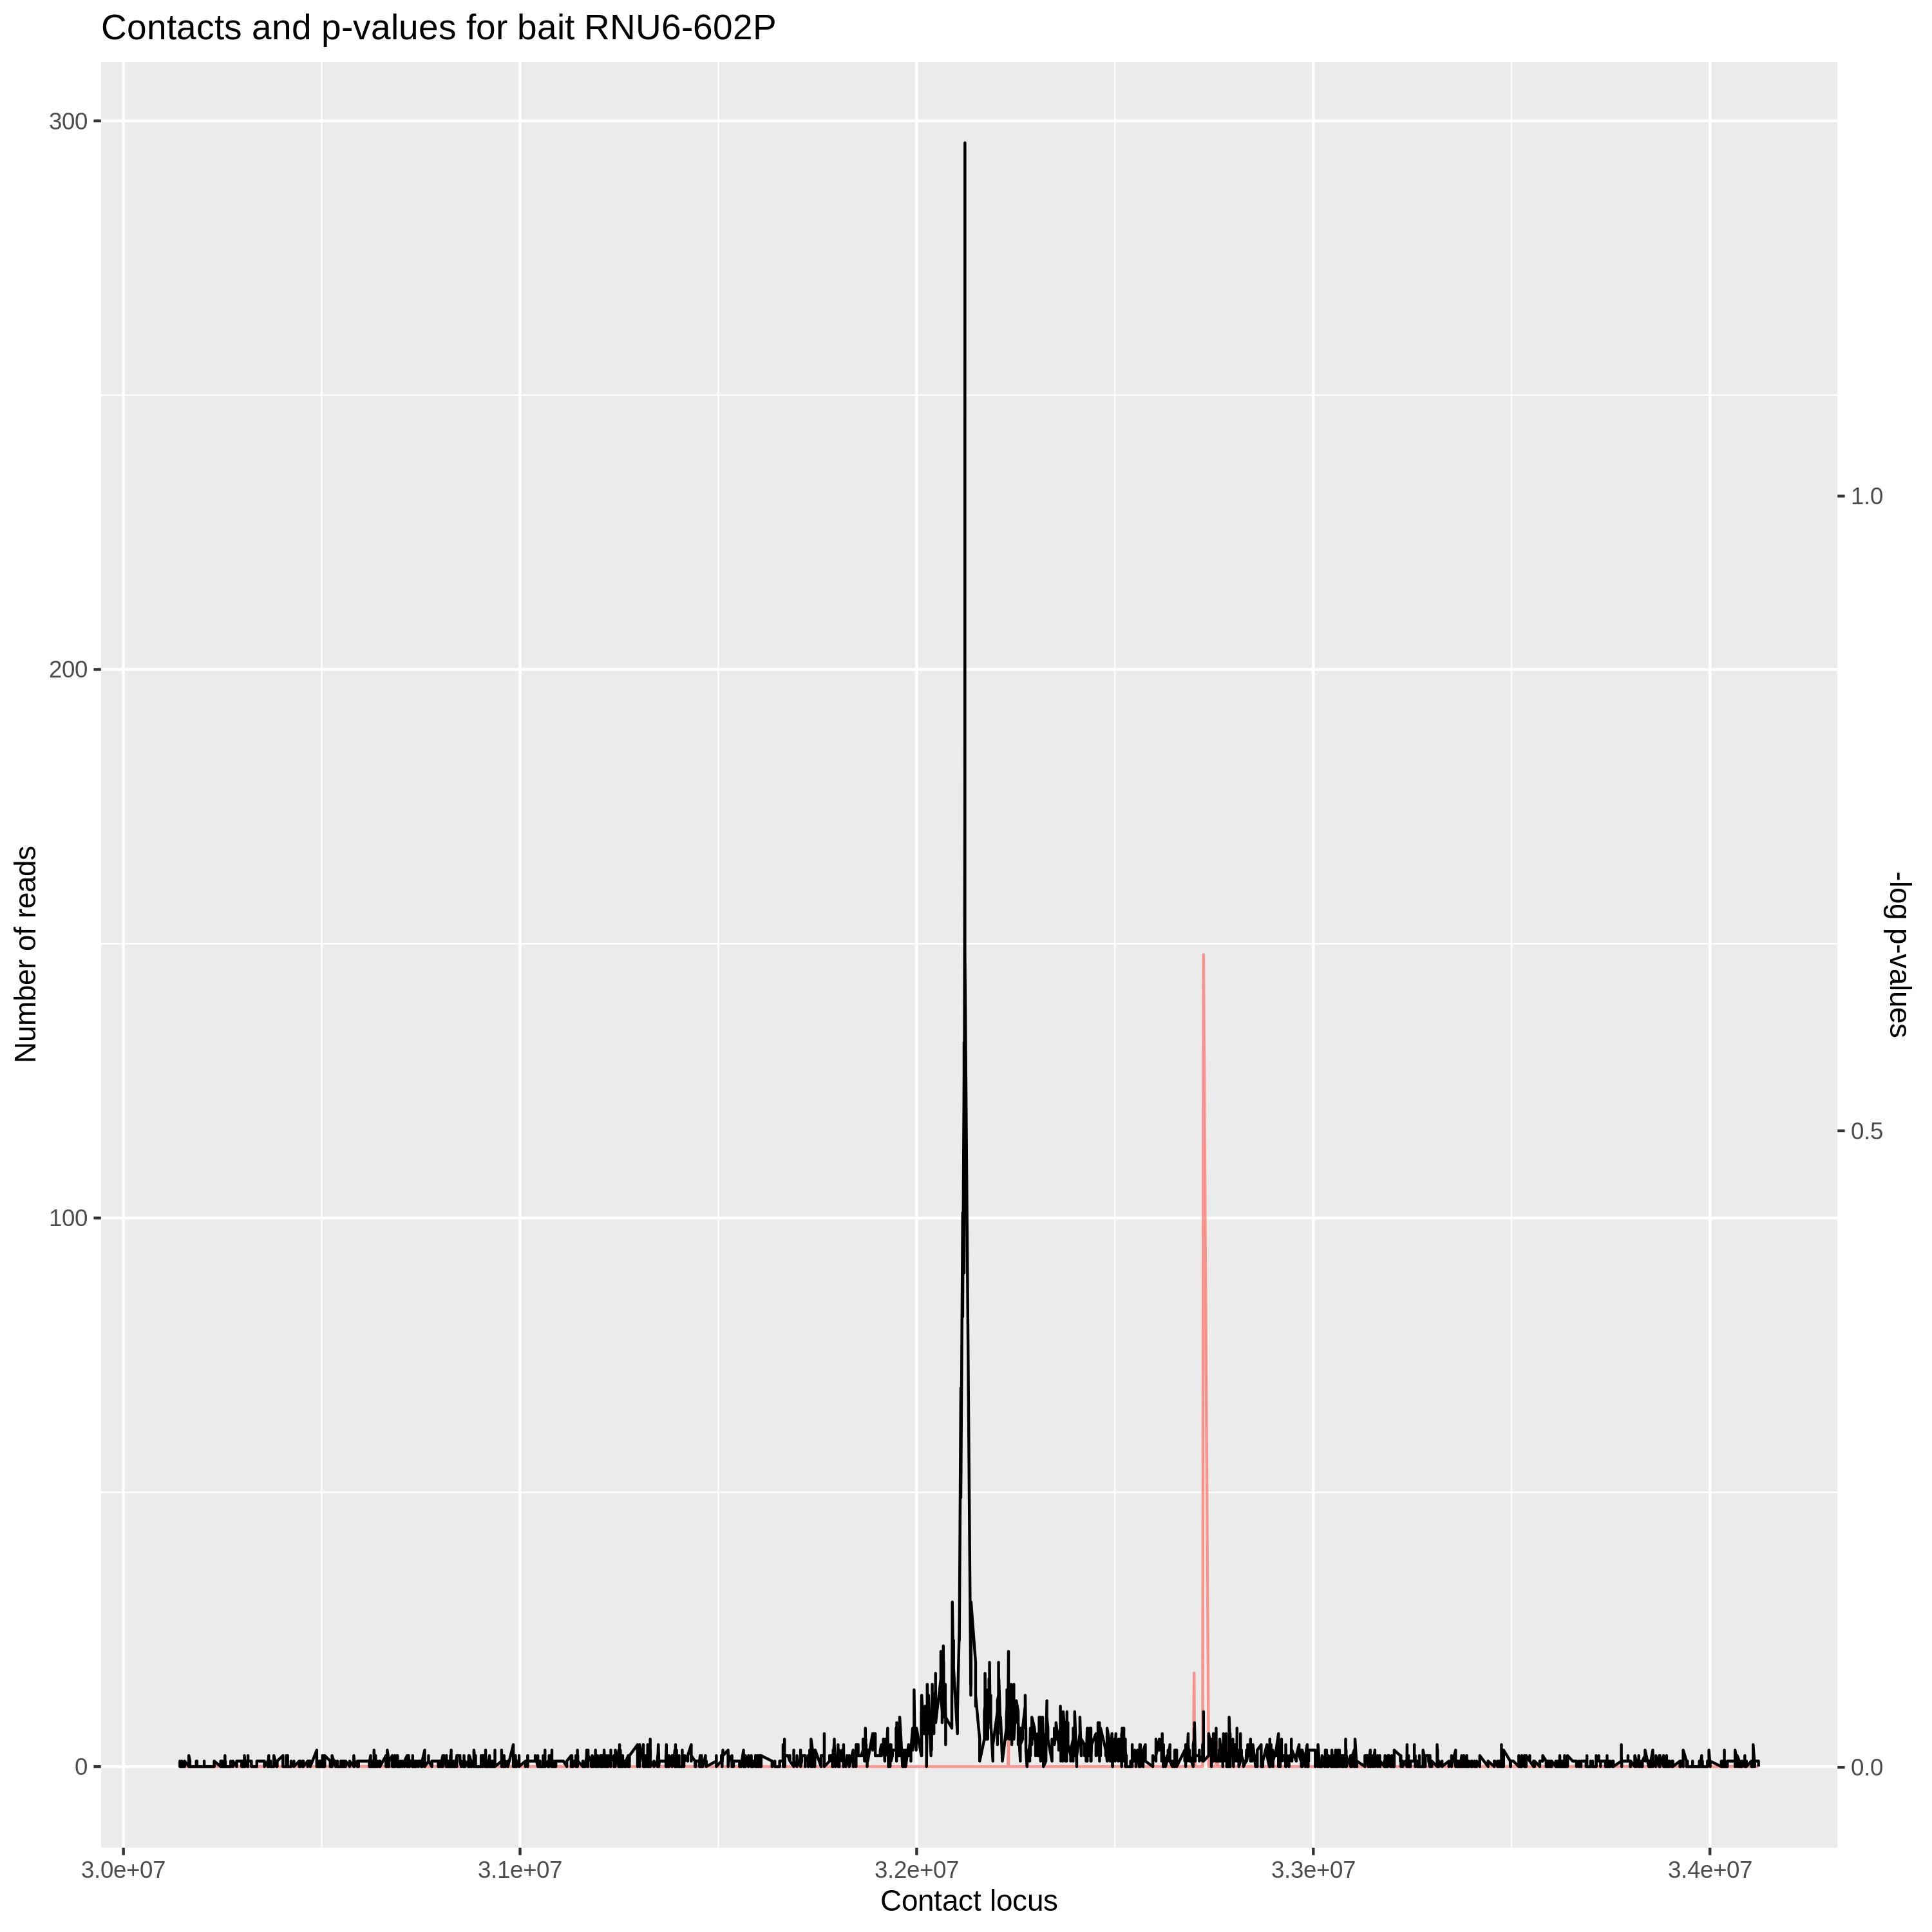 Contacts and p-values for bait RNU6-602P
300
200
100
0
Number of reads
1.0
0.5
0.0
-log p-values
3.0e+07
3.1e+07
3.2e+07
3.3e+07
3.4e+07
Contact locus